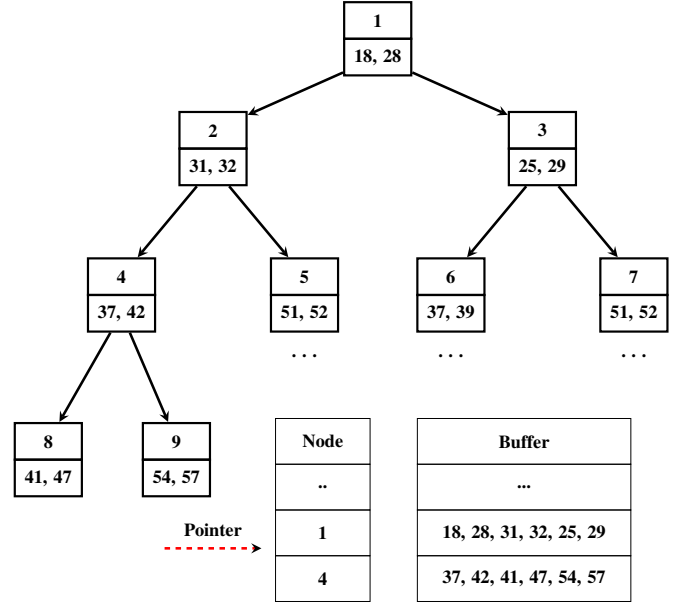 1
18, 28
2
3
31, 32
25, 29
4
5
6
7
37, 42
51, 52
37, 39
51, 52
. . .
. . .
. . .
8
9
41, 47
54, 57
Node
Buffer
..
...
Pointer
1
18, 28, 31, 32, 25, 29
4
37, 42, 41, 47, 54, 57